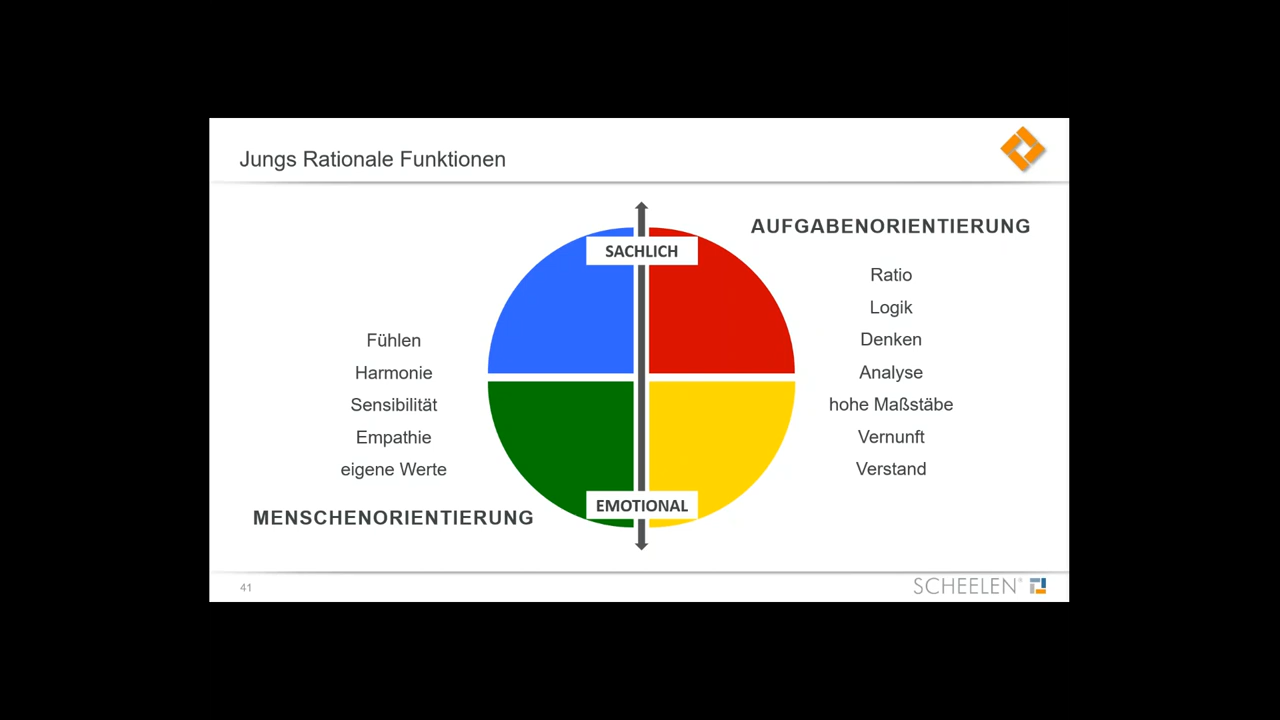 Jungs Rationale Funktionen
SACHLICH
AUFGABENORIENTIERUNG
Ratio
Logik
Denken
Analyse
hohe Maßstäbe
Vernunft
Verstand
Fühlen
Harmonie
Sensibilität
Empathie
eigene Werte
MENSCHENORIENTIERUNG
EMOTIONAL
41
SCHEELEN®